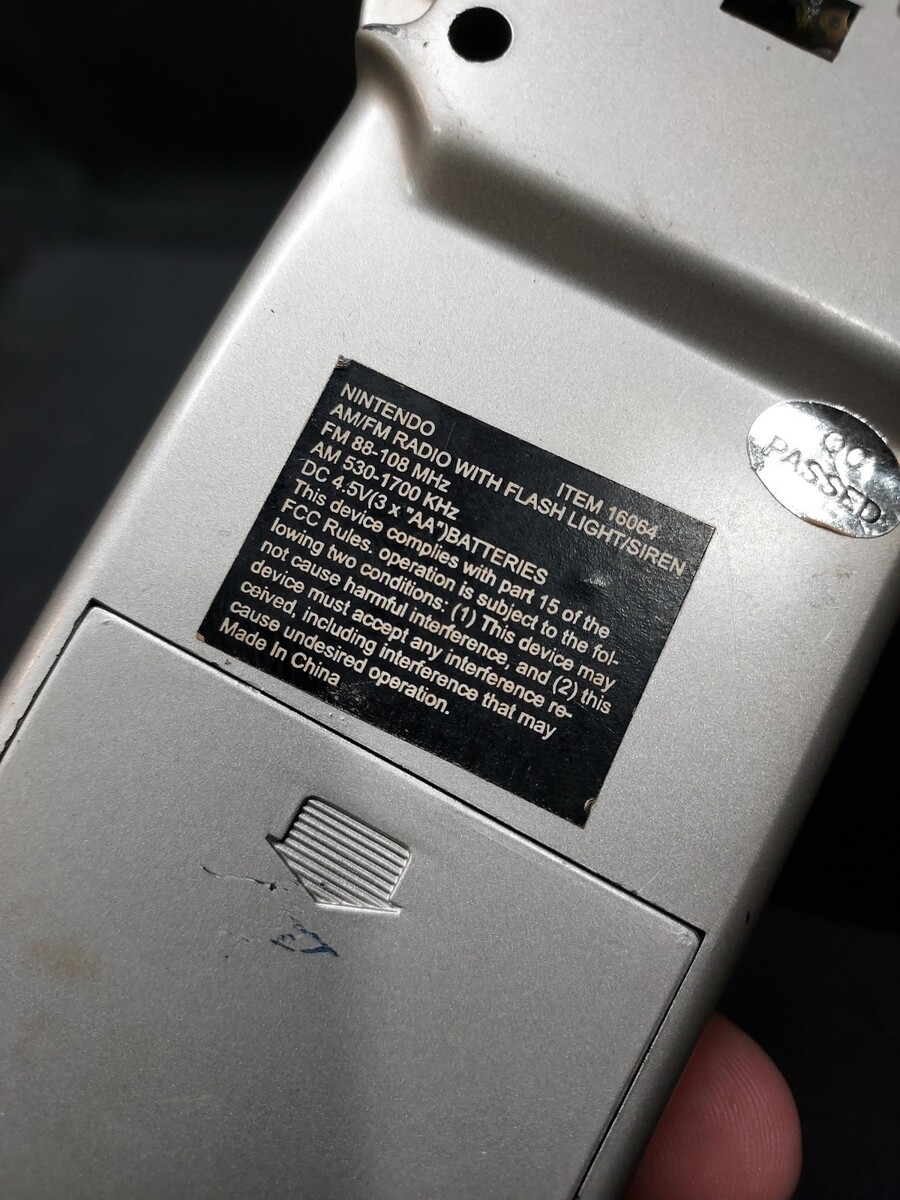 NINTENDO
ITEM 16064
AM/FM RADIO WITH FLASH LIGHT/SIREN
FM 88-108 MHz
AM 530-1700 KHz
DC 4.5V(3 x "AA")BATTERIES
This device complies with part 15 of the
FCC Rules. operation is subject to the fol-
lowing two conditions: (1) This device may
not cause harmful interference, and (2) this
device must accept any interference re-
ceived, including interference that may
cause undesired operation.
Made In China
QC
PASSED